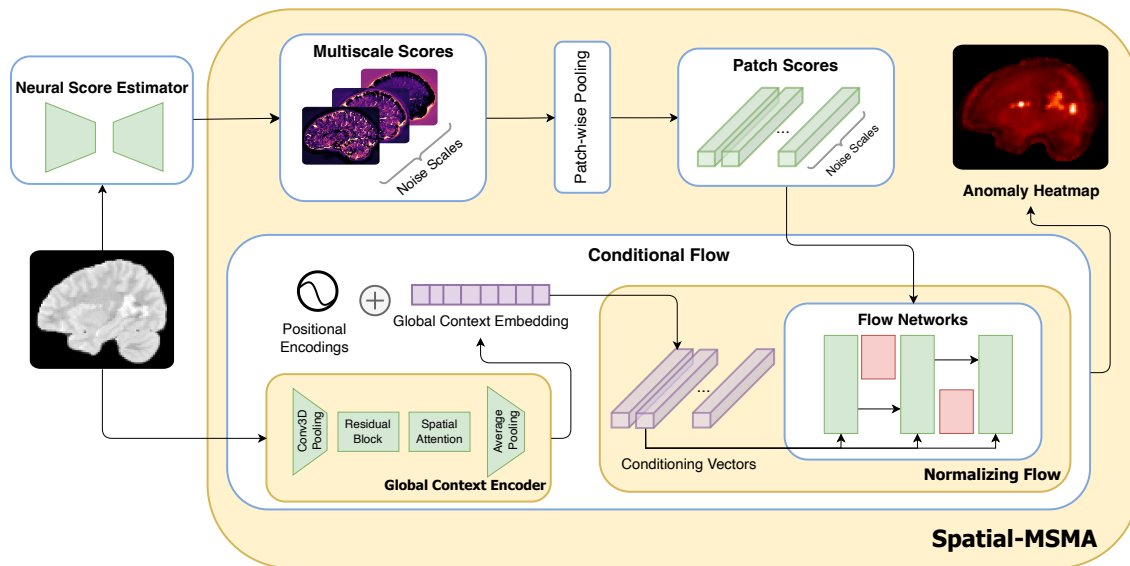 Neural Score Estimator
Multiscale Scores
Noise Scales
Patch-wise Pooling
Patch Scores
...
Noise Scales
Anomaly Heatmap
Conditional Flow
Positional
Encodings
Global Context Embedding
Conv3D
Pooling
Residual
Block
Spatial
Attention
Average
Pooling
Global Context Encoder
...
Conditioning Vectors
Flow Networks
Normalizing Flow
Spatial-MSMA